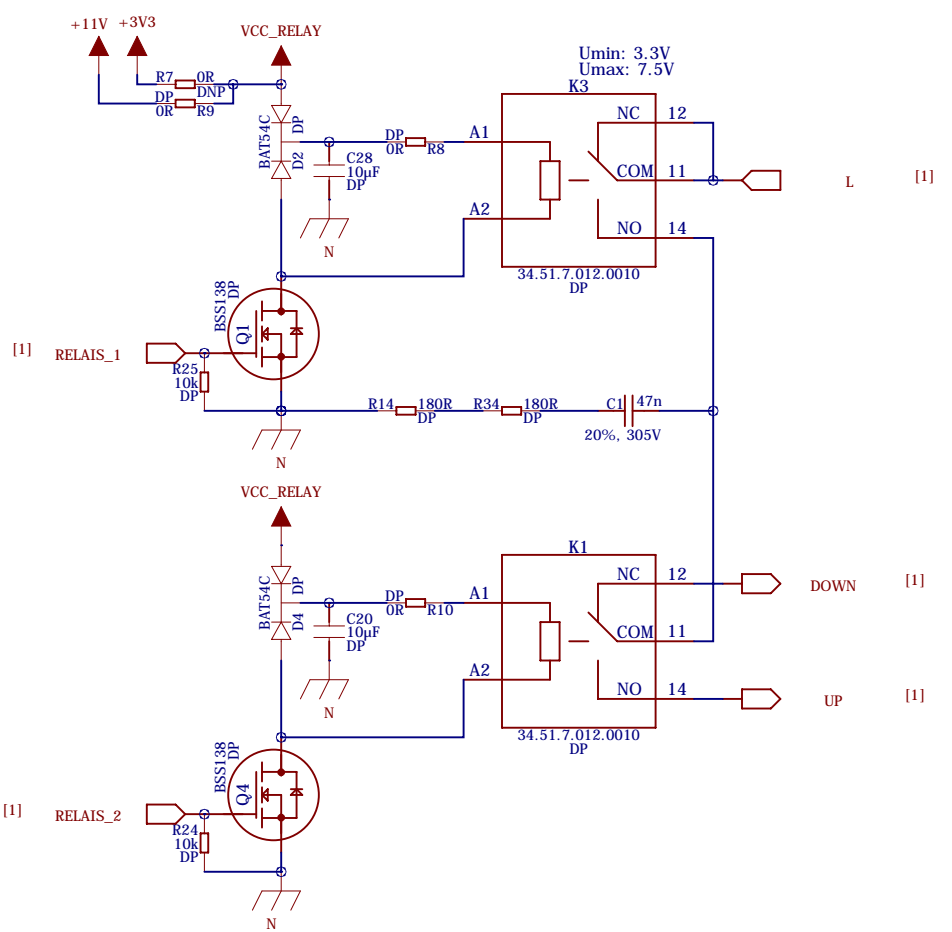 +11V
+3V3
VCC_RELAY
R7
0R
DNP
DP
0R
R9
BAT54C
DP
D2
C28
10µF
DP
N
DP
0R
R8
Umin: 3.3V
Umax: 7.5V
K3
A1
A2
NC
12
COM
11
NO
14
34.51.7.012.0010
DP
L
[1]
BSS138
DP
Q1
[1]
RELAIS_1
R25
10k
DP
N
R14
180R
DP
R34
180R
DP
C1
47n
20%, 305V
VCC_RELAY
BAT54C
DP
D4
C20
10µF
DP
N
DP
0R
R10
K1
A1
A2
NC
12
COM
11
NO
14
34.51.7.012.0010
DP
DOWN
[1]
UP
[1]
BSS138
DP
Q4
[1]
RELAIS_2
R24
10k
DP
N